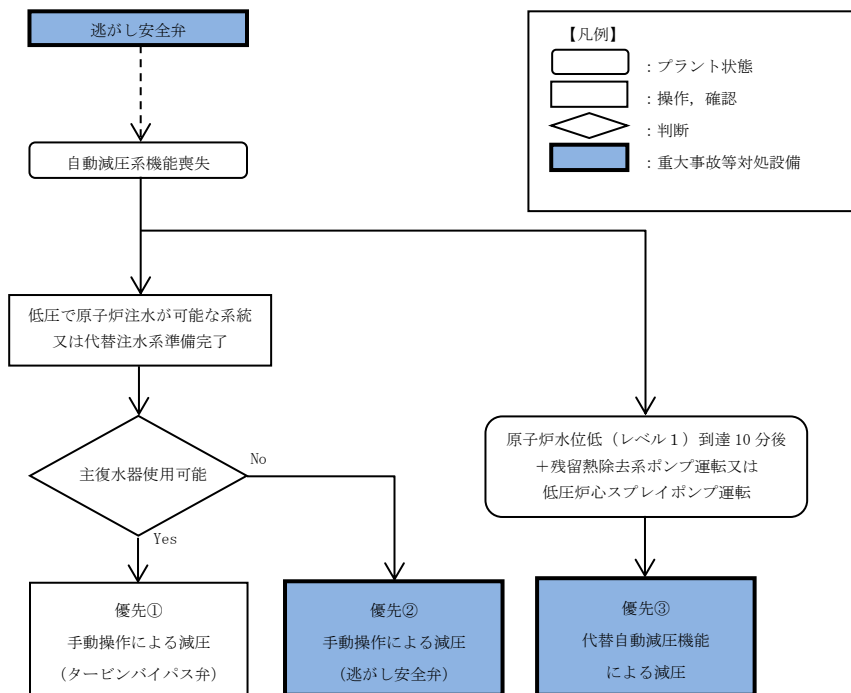 逃がし安全弁
【凡例】
：プラント状態
：操作，確認
：判断
：重大事故等対処設備
自動減圧系機能喪失
低圧で原子炉注水が可能な系統
又は代替注水系準備完了
主復水器使用可能
No
Yes
原子炉水位低（レベル１）到達 10 分後
＋残留熱除去系ポンプ運転又は
低圧炉心スプレイポンプ運転
優先①
手動操作による減圧
（タービンバイパス弁）
優先②
手動操作による減圧
（逃がし安全弁）
優先③
代替自動減圧機能
による減圧